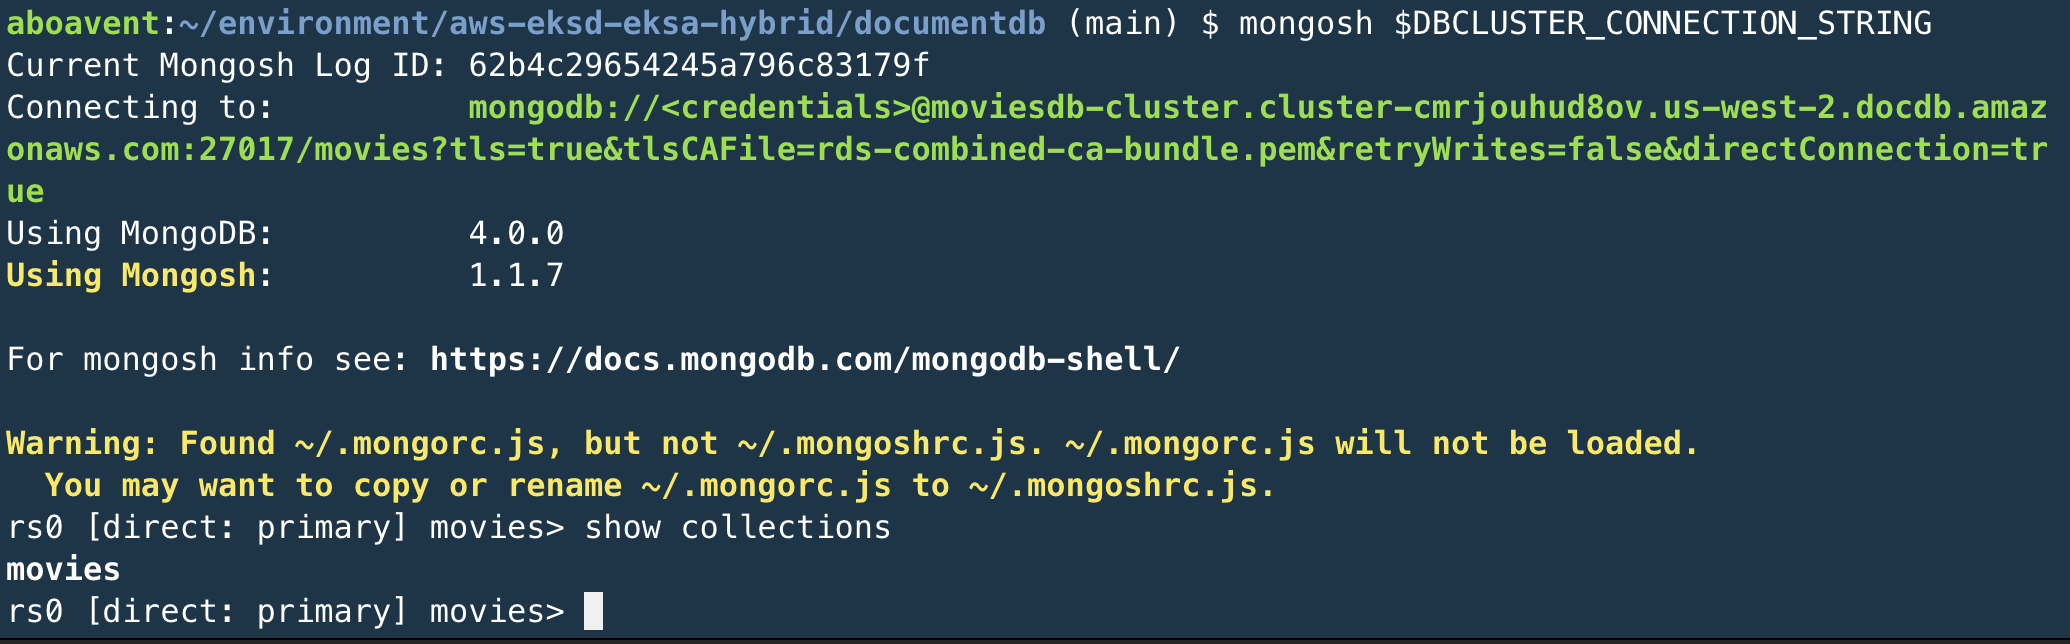 aboavent:~/environment/aws-eksd-eksa-hybrid/documentdb (main) $ mongosh $DBCLUSTER_CONNECTION_STRING
Current Mongosh Log ID: 62b4c29654245a796c83179f
Connecting to:          mongodb://<credentials>@moviesdb-cluster.cluster-cmrjouhud8ov.us-west-2.docdb.amaz
onaws.com:27017/movies?tls=true&tlsCAFile=rds-combined-ca-bundle.pem&retryWrites=false&directConnection=tr
ue
Using MongoDB:          4.0.0
Using Mongosh:          1.1.7
For mongosh info see: https://docs.mongodb.com/mongodb-shell/
Warning: Found ~/.mongorc.js, but not ~/.mongoshrc.js. ~/.mongorc.js will not be loaded.
  You may want to copy or rename ~/.mongorc.js to ~/.mongoshrc.js.
rs0 [direct: primary] movies> show collections
movies
rs0 [direct: primary] movies>